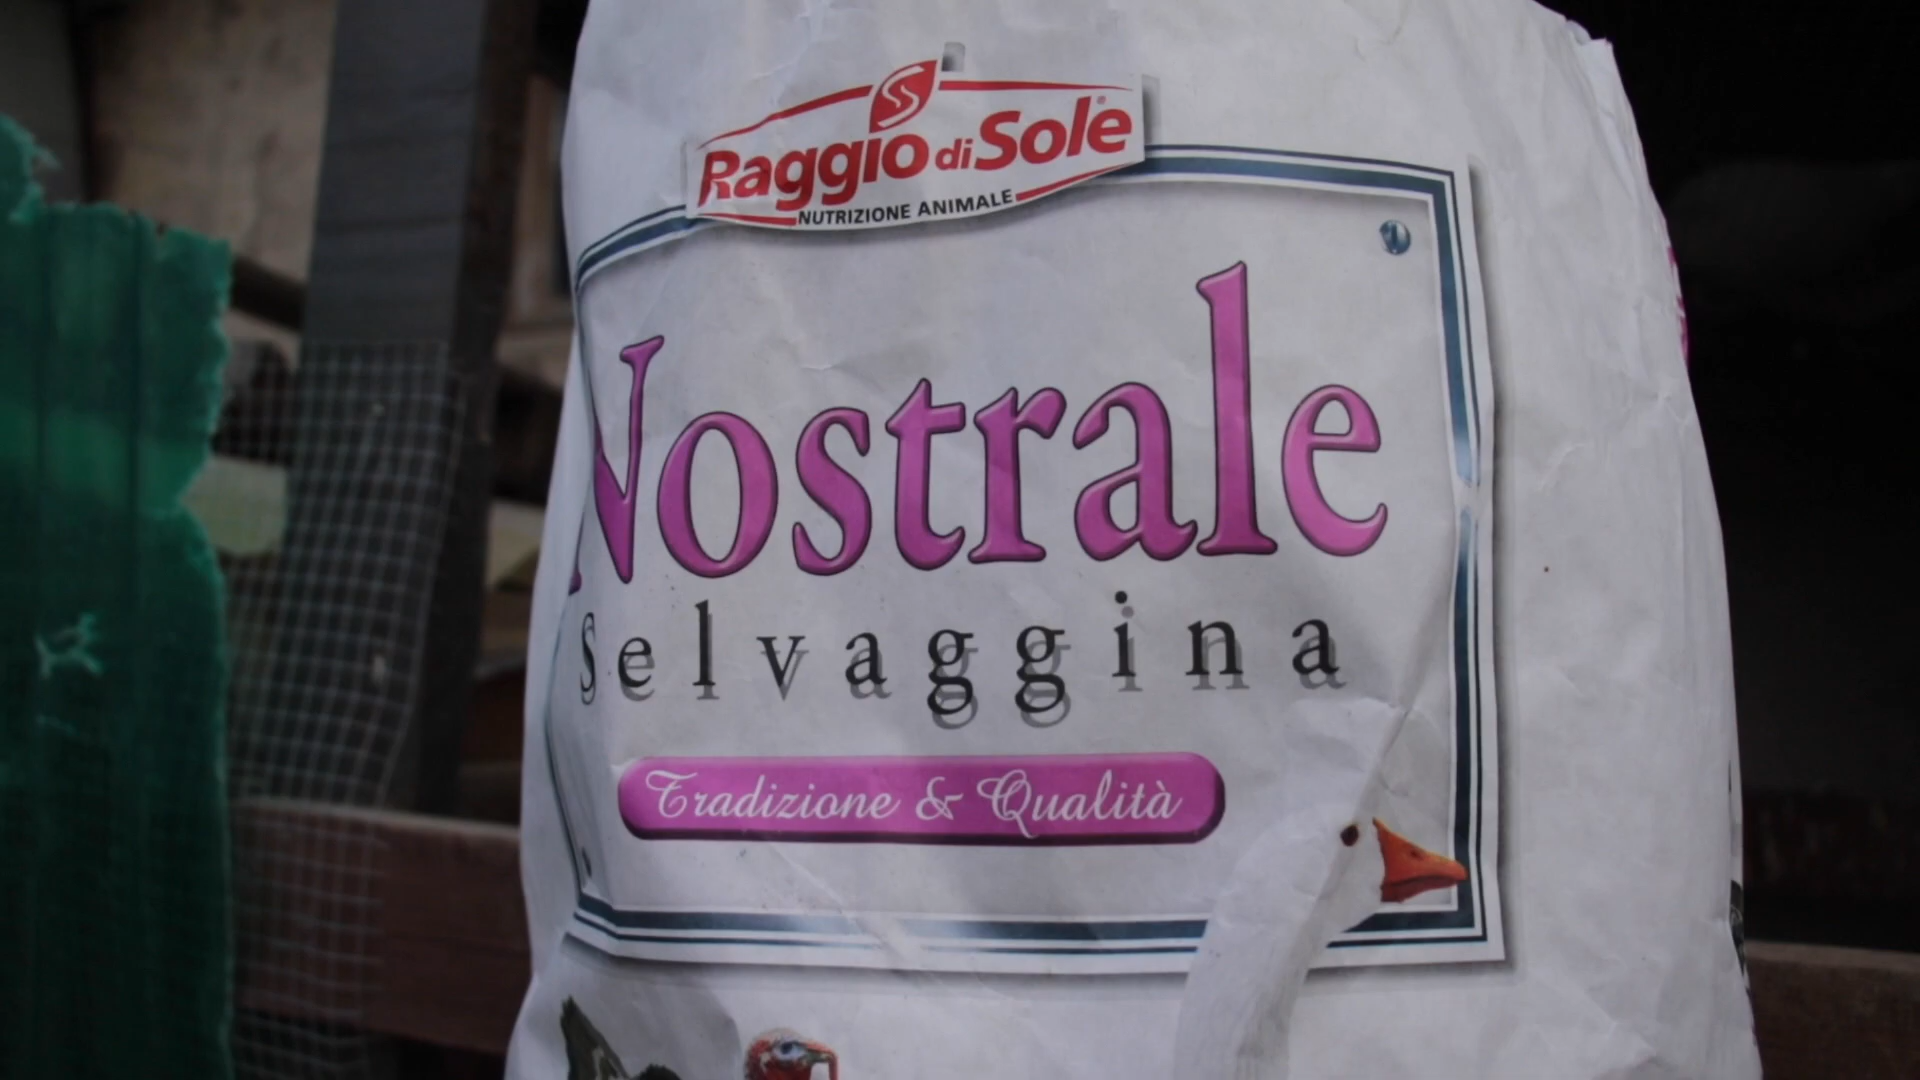 Raggio di Sole
NUTRIZIONE ANIMALE
Nostrale
Selvaggina
Tradizione & Qualità